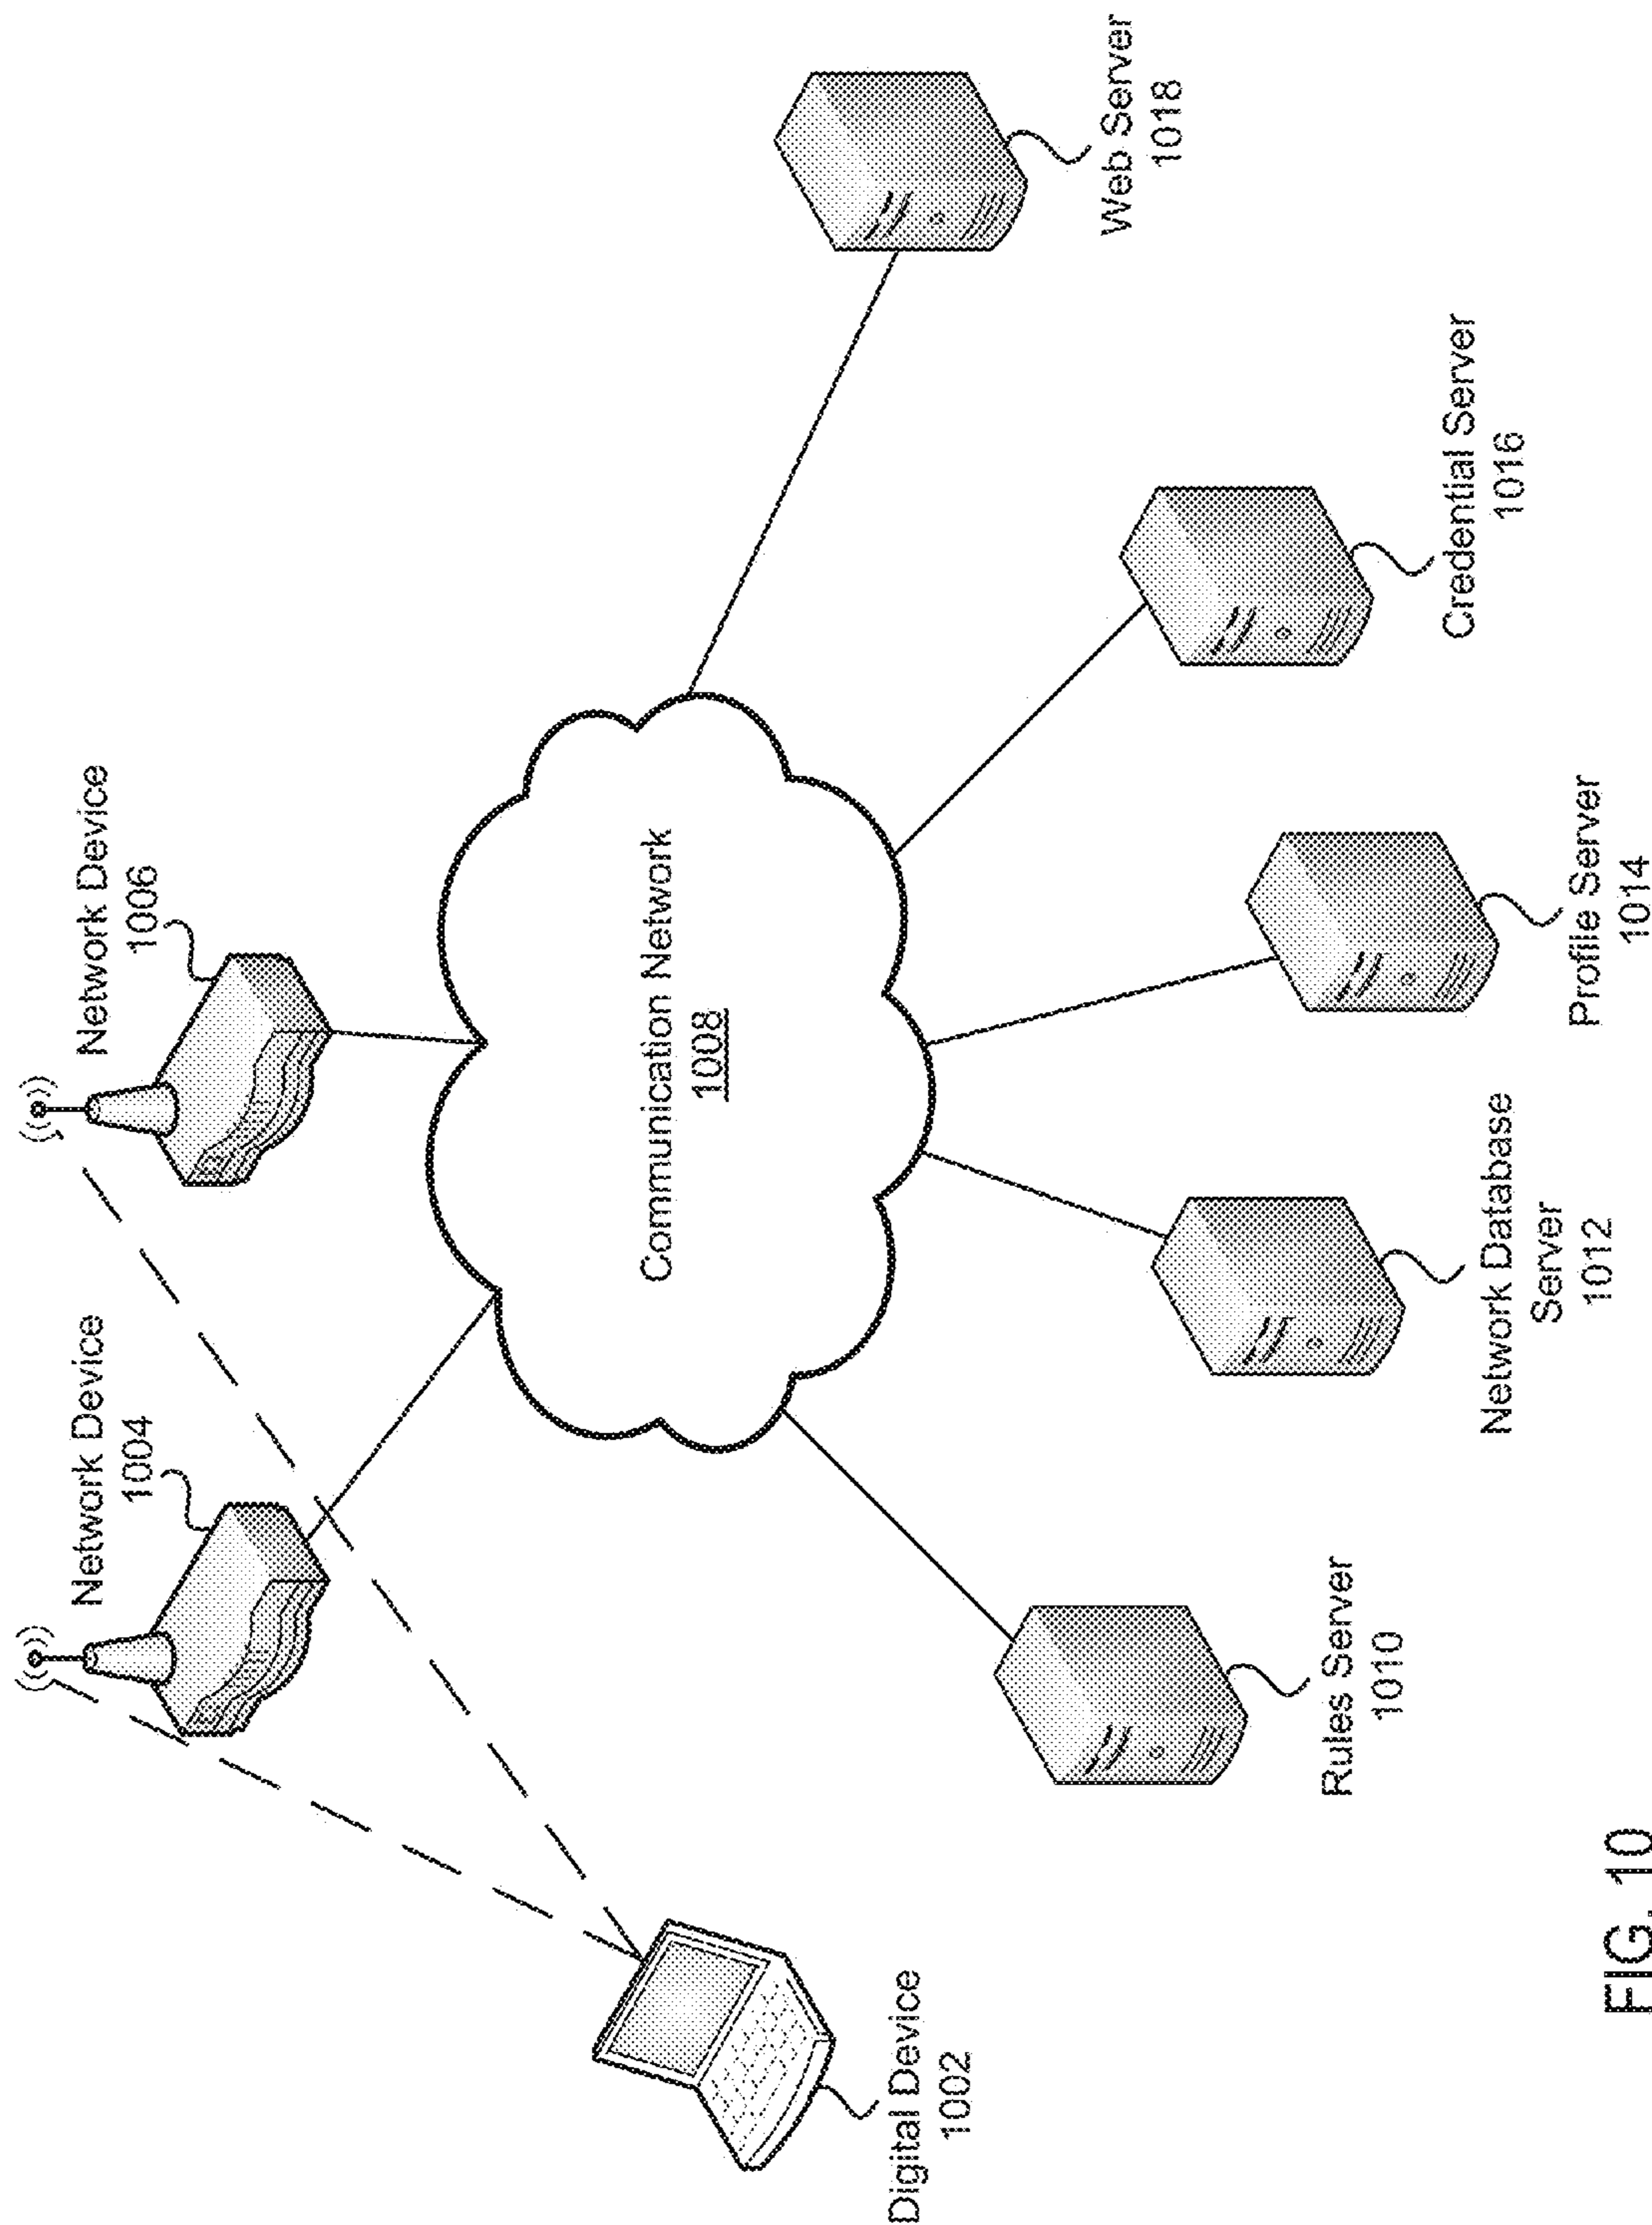 Network Device
1004
Network Device
1006
Digital Device
1002
Communication Network
1008
Rules Server
1010
Network Database
Server
1012
Profile Server
1014
Credential Server
1016
Web Server
1018
FIG. 10